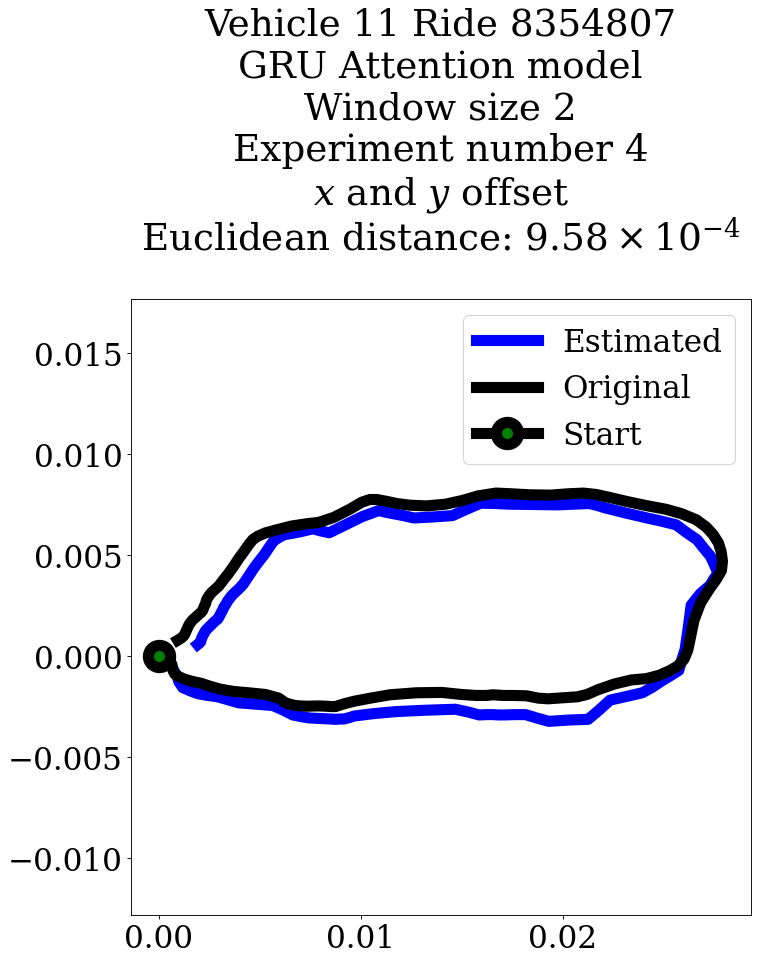 Vehicle 11 Ride 8354807
GRU Attention model
Window size 2
Experiment number 4
x and y offset
Euclidean distance: 9.58 × 10⁻⁴
Estimated
Original
Start
0.015
0.010
0.005
0.000
−0.005
−0.010
0.00 0.01 0.02